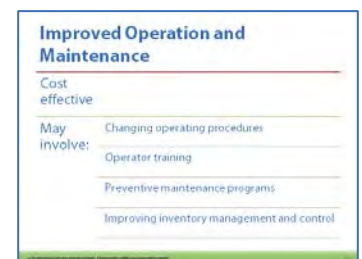 Improved Operation and
Maintenance
Cost
effective
May
involve:
Changing operating procedures
Operator training
Preventive maintenance programs
Improving inventory management and control